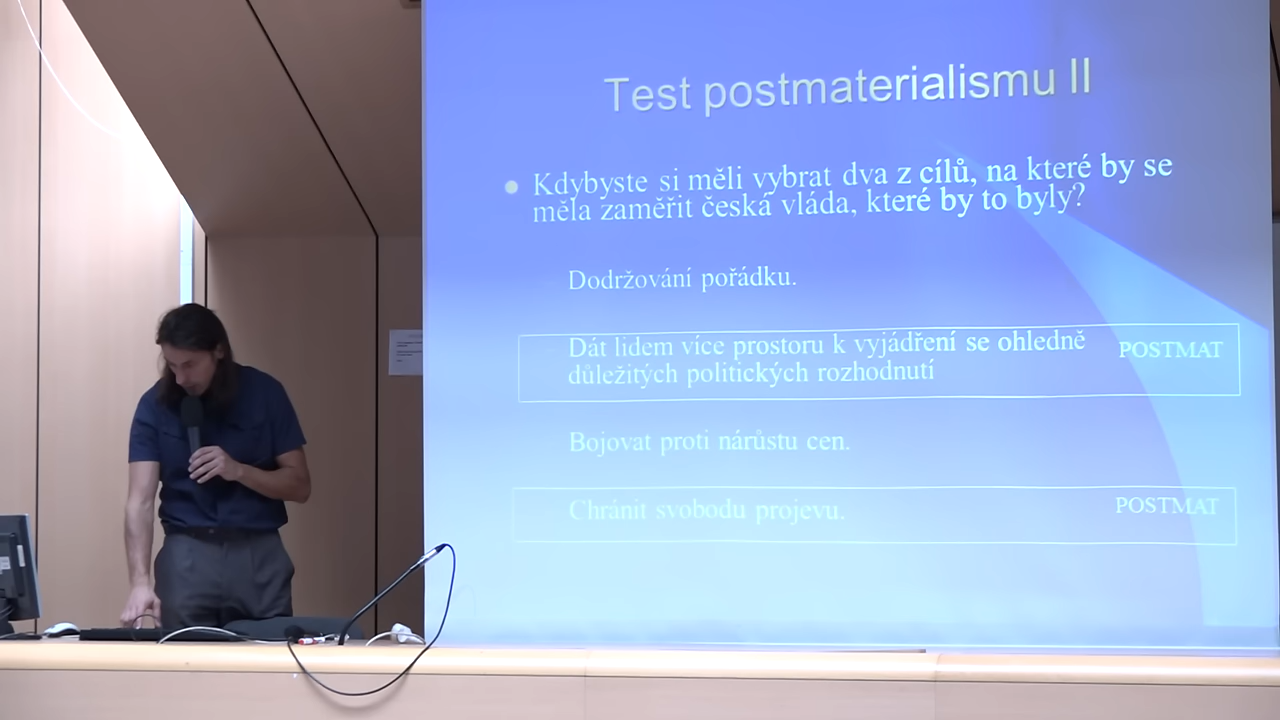 Test postmaterialismu II
Kdybyste si měli vybrat dva z cílů, na které by se
měla zaměřit česká vláda, které by to byly?
Dodržování pořádku.
Dát lidem více prostoru k vyjádření se ohledně
důležitých politických rozhodnutí
POSTMAT
Bojovat proti nárůstu cen.
Chránit svobodu projevu.
POSTMAT